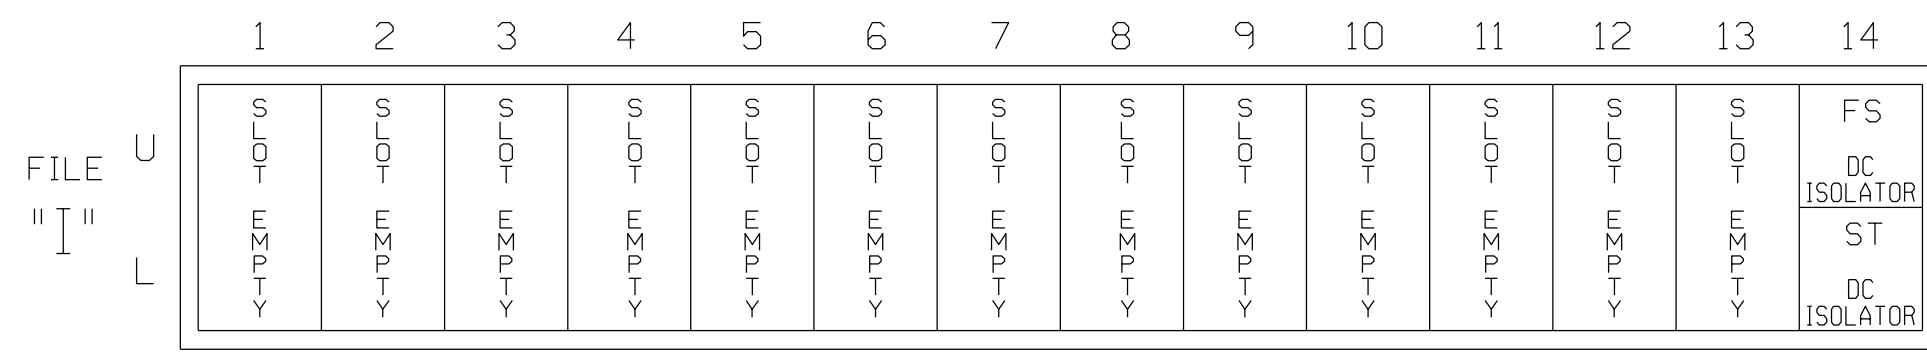 1 2 3 4 5 6 7 8 9 10 11 12 13 14
FILE
"I"
U
L
SLOT EMPTY
SLOT EMPTY
SLOT EMPTY
SLOT EMPTY
SLOT EMPTY
SLOT EMPTY
SLOT EMPTY
SLOT EMPTY
SLOT EMPTY
SLOT EMPTY
SLOT EMPTY
SLOT EMPTY
SLOT EMPTY
FS
DC
ISOLATOR
ST
DC
ISOLATOR